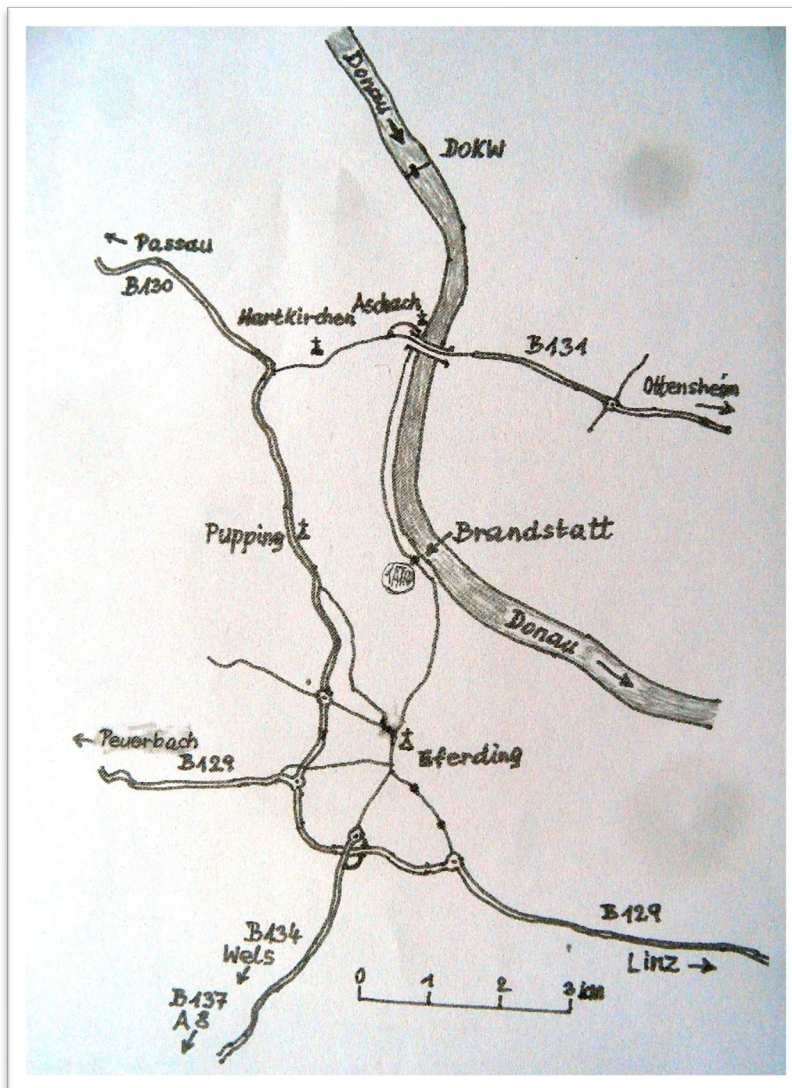 Donau
DOKW
Passau
B130
Hartkirchen
Aschach
B131
Ottensheim
Pupping
Brandstatt
TATRA
Donau
Peuerbach
B129
Eferding
B129
Linz
B134
Wels
B137
A8
0 1 2 3 km